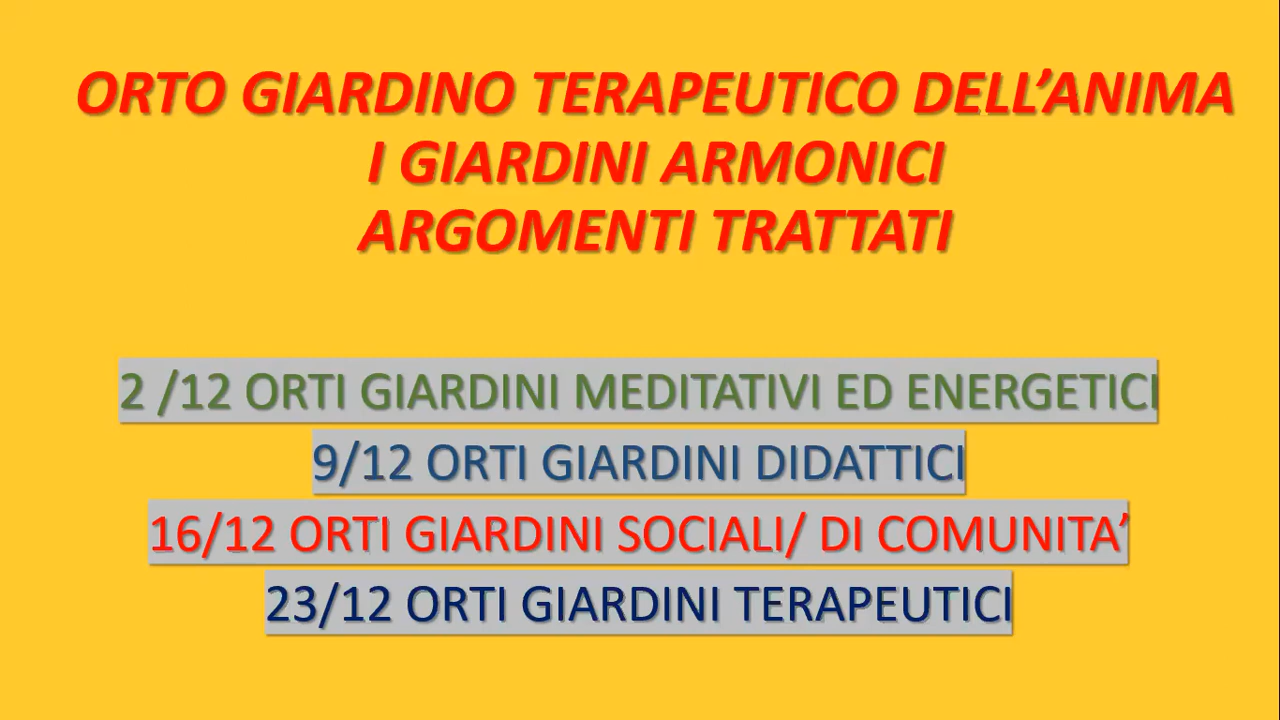 ORTO GIARDINO TERAPEUTICO DELL’ANIMA
I GIARDINI ARMONICI
ARGOMENTI TRATTATI
2 /12 ORTI GIARDINI MEDITATIVI ED ENERGETICI
9/12 ORTI GIARDINI DIDATTICI
16/12 ORTI GIARDINI SOCIALI/ DI COMUNITA’
23/12 ORTI GIARDINI TERAPEUTICI